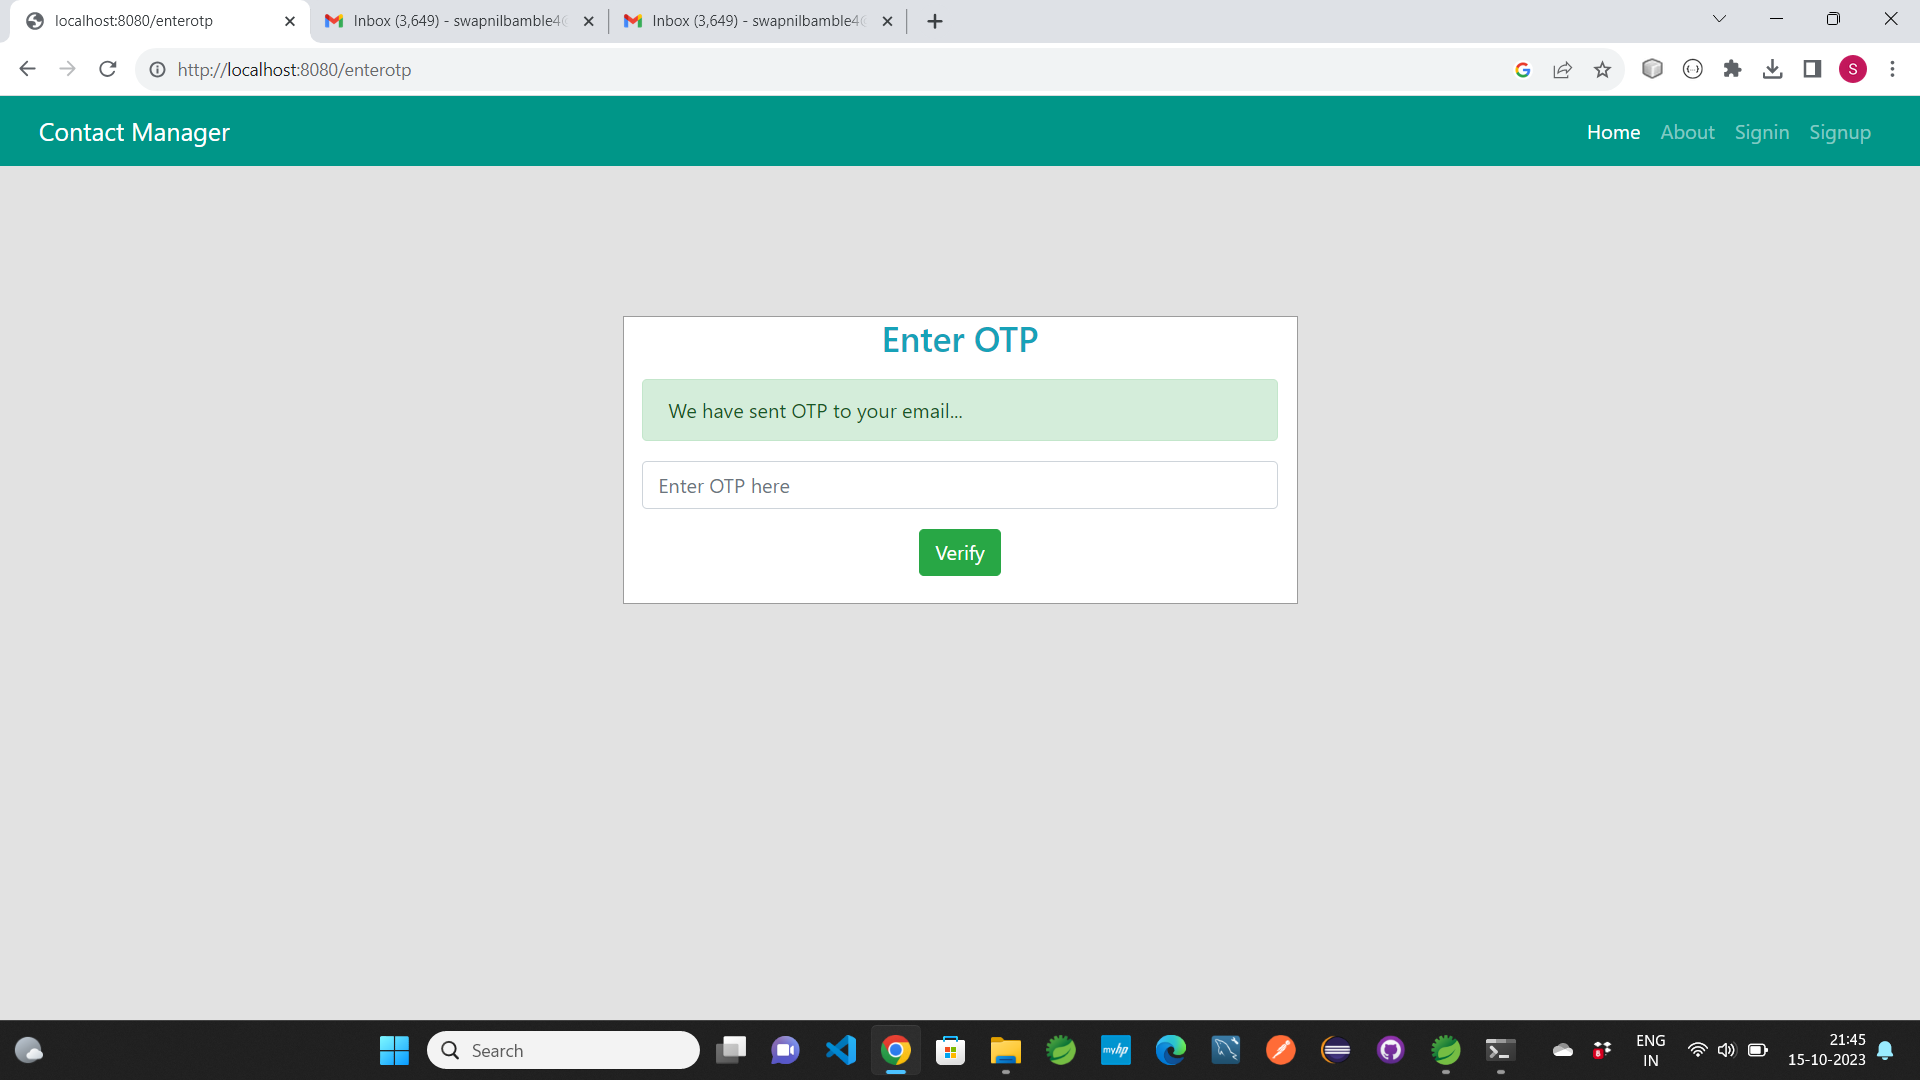 localhost:8080/enterotp
Inbox (3,649) - swapnilbamble4
Inbox (3,649) - swapnilbamble4
http://localhost:8080/enterotp
S
Contact Manager
Home About Signin Signup
Enter OTP
We have sent OTP to your email...
Enter OTP here
Verify
Search
myhp
8
ENG
IN
21:45
15-10-2023